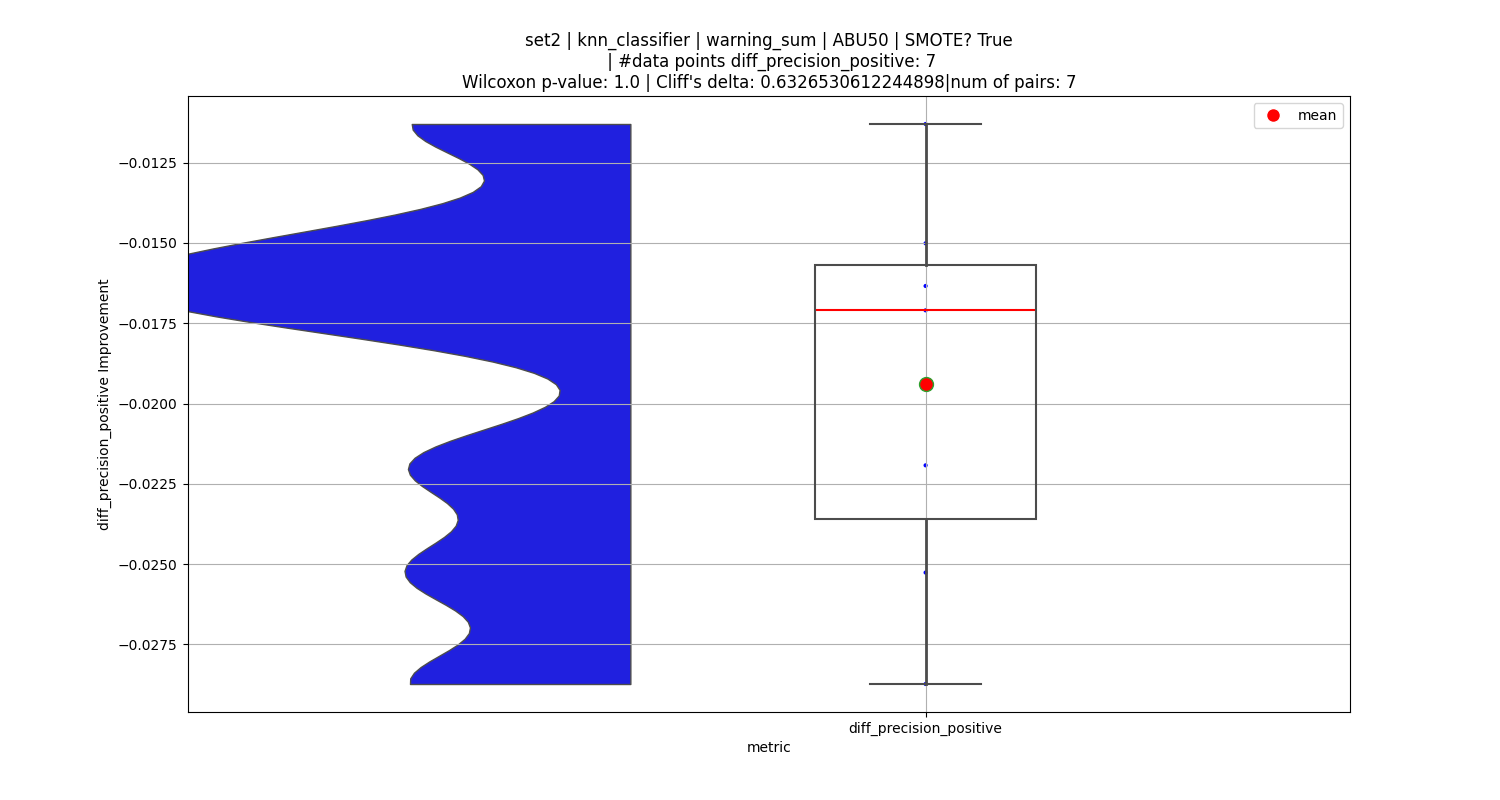 set2 | knn_classifier | warning_sum | ABU50 | SMOTE? True
| #data points diff_precision_positive: 7
Wilcoxon p-value: 1.0 | Cliff's delta: 0.6326530612244898|num of pairs: 7
mean
−0.0125
−0.0150
−0.0175
−0.0200
−0.0225
−0.0250
−0.0275
diff_precision_positive Improvement
diff_precision_positive
metric